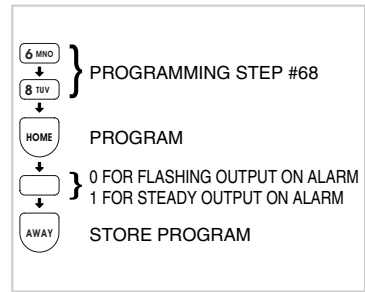 6 MNO
PROGRAMMING STEP #68
8 TUV
HOME
PROGRAM
0 FOR FLASHING OUTPUT ON ALARM
1 FOR STEADY OUTPUT ON ALARM
AWAY
STORE PROGRAM